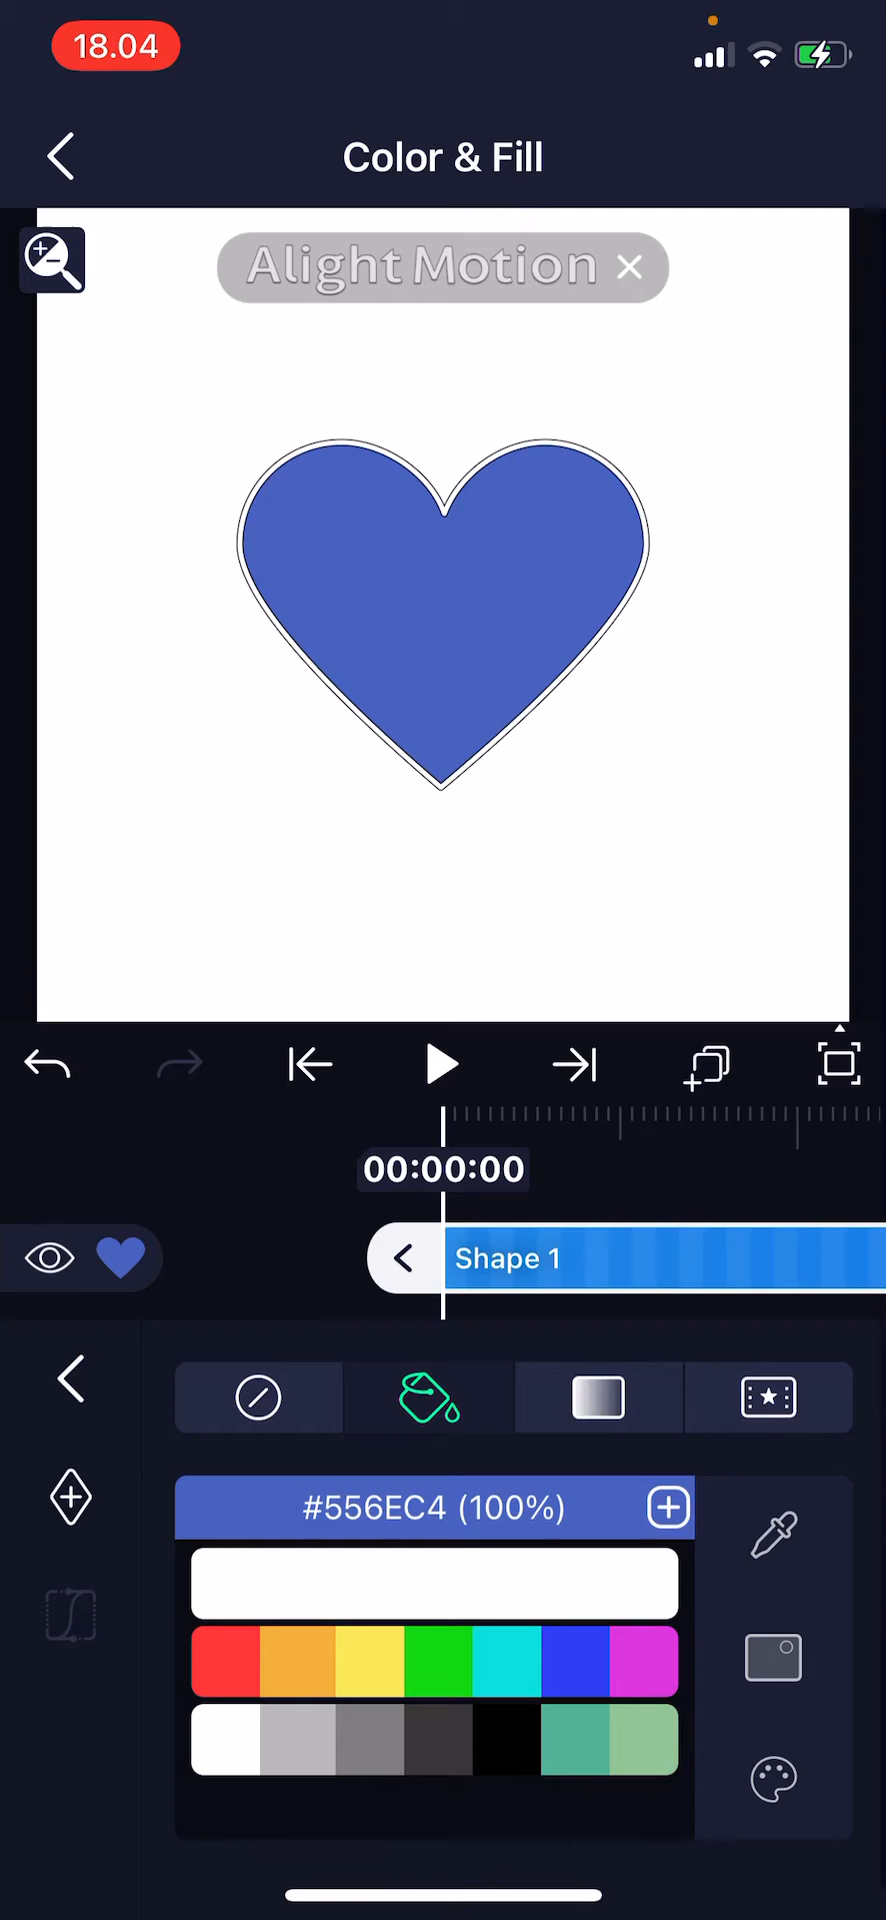 18.04
Color & Fill
Alight Motion
00:00:00
Shape 1
#556EC4 (100%)